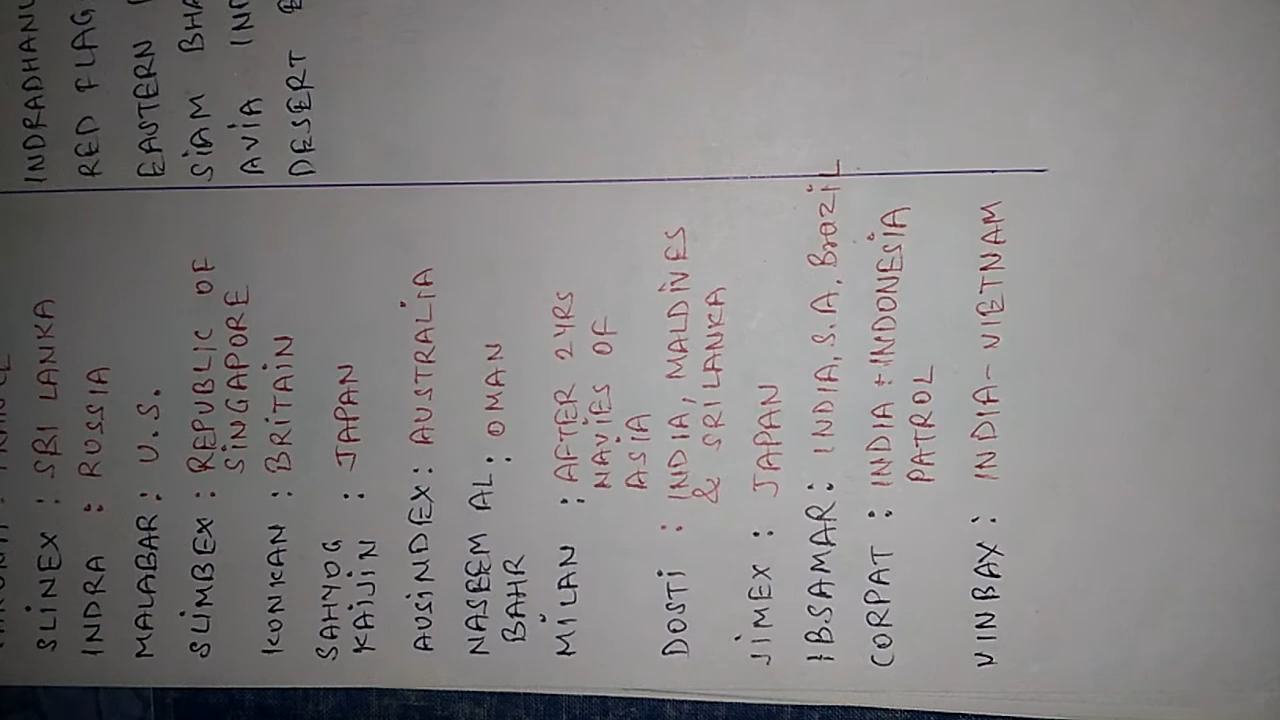 SLINEX : SRI LANKA
INDRA : RUSSIA
MALABAR : U.S.
SLIMBEX : REPUBLIC OF
SINGAPORE
KONKAN : BRITAIN
SAHYOG
KAIJIN : JAPAN
AUSINDEX : AUSTRALIA
NASEEM AL. : OMAN
BAHR
MILAN : AFTER 2 YRS
NAVIES OF
ASIA
DOSTI : INDIA, MALDIVES
& SRI LANKA
JIMEX : JAPAN
IBSAMAR : INDIA, S.A, Brazil
CORPAT : INDIA + INDONESIA
PATROL
VINBAX : INDIA - VIETNAM
INDRADHANU
RED FLAG
EASTERN
SIAM BHA
AVIA IN
DESERT